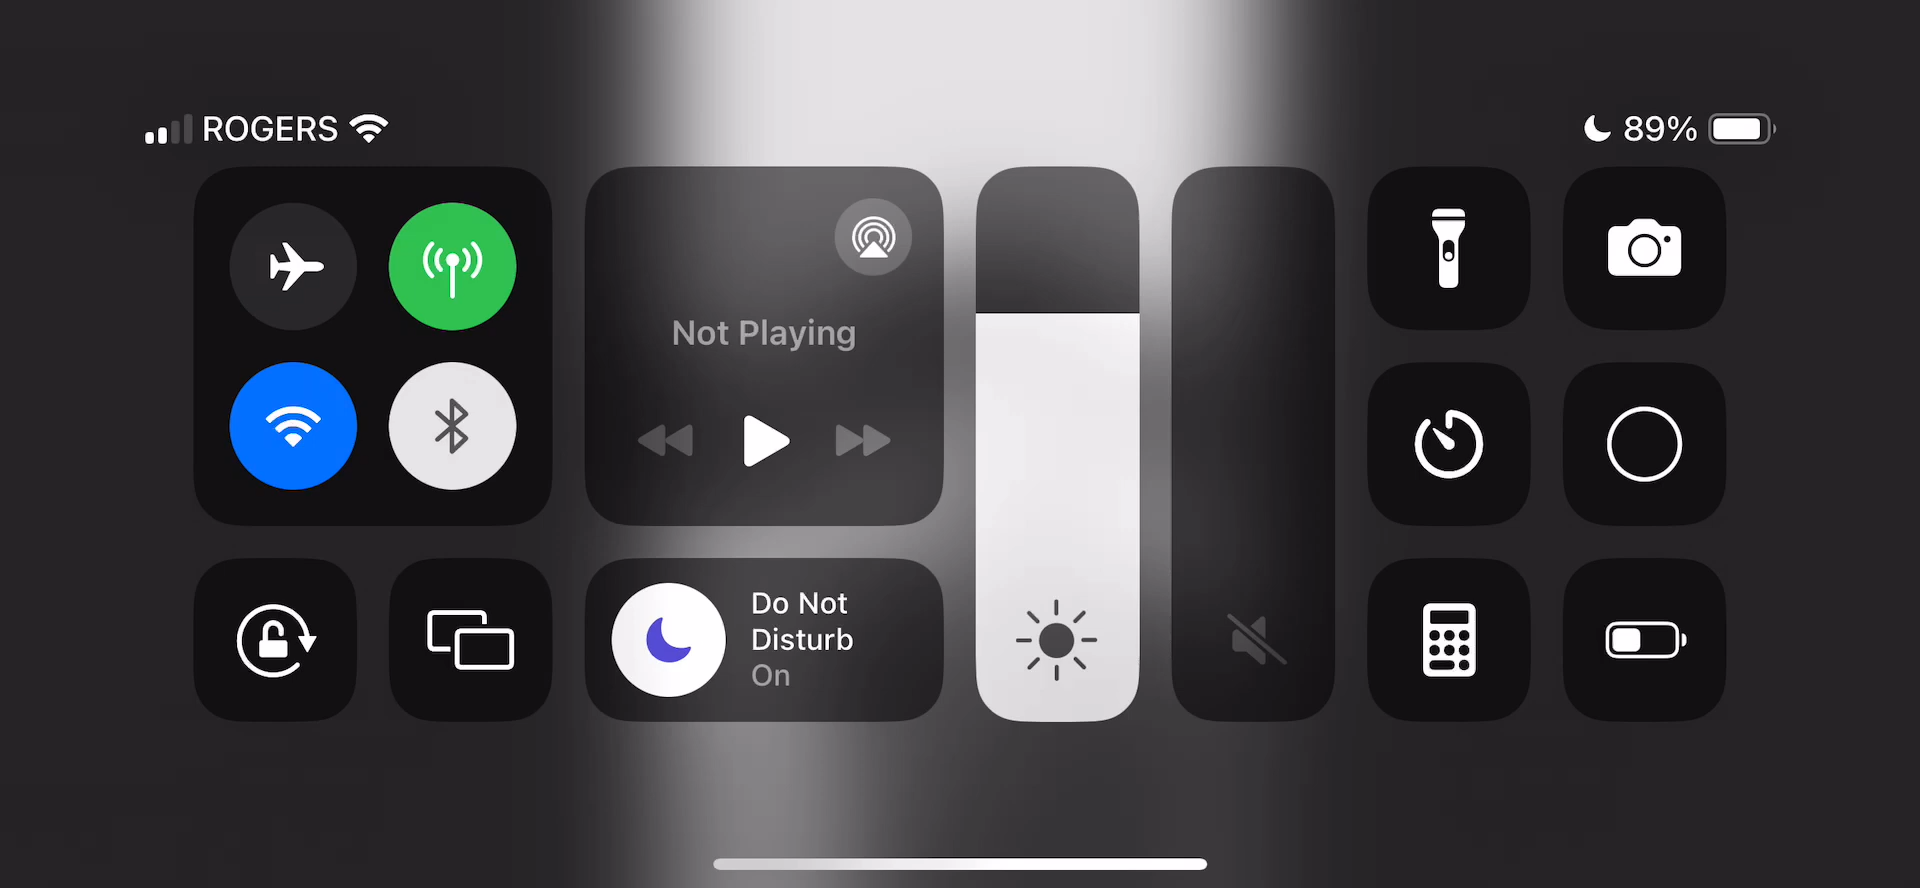 ROGERS
89%
Not Playing
Do Not
Disturb
On